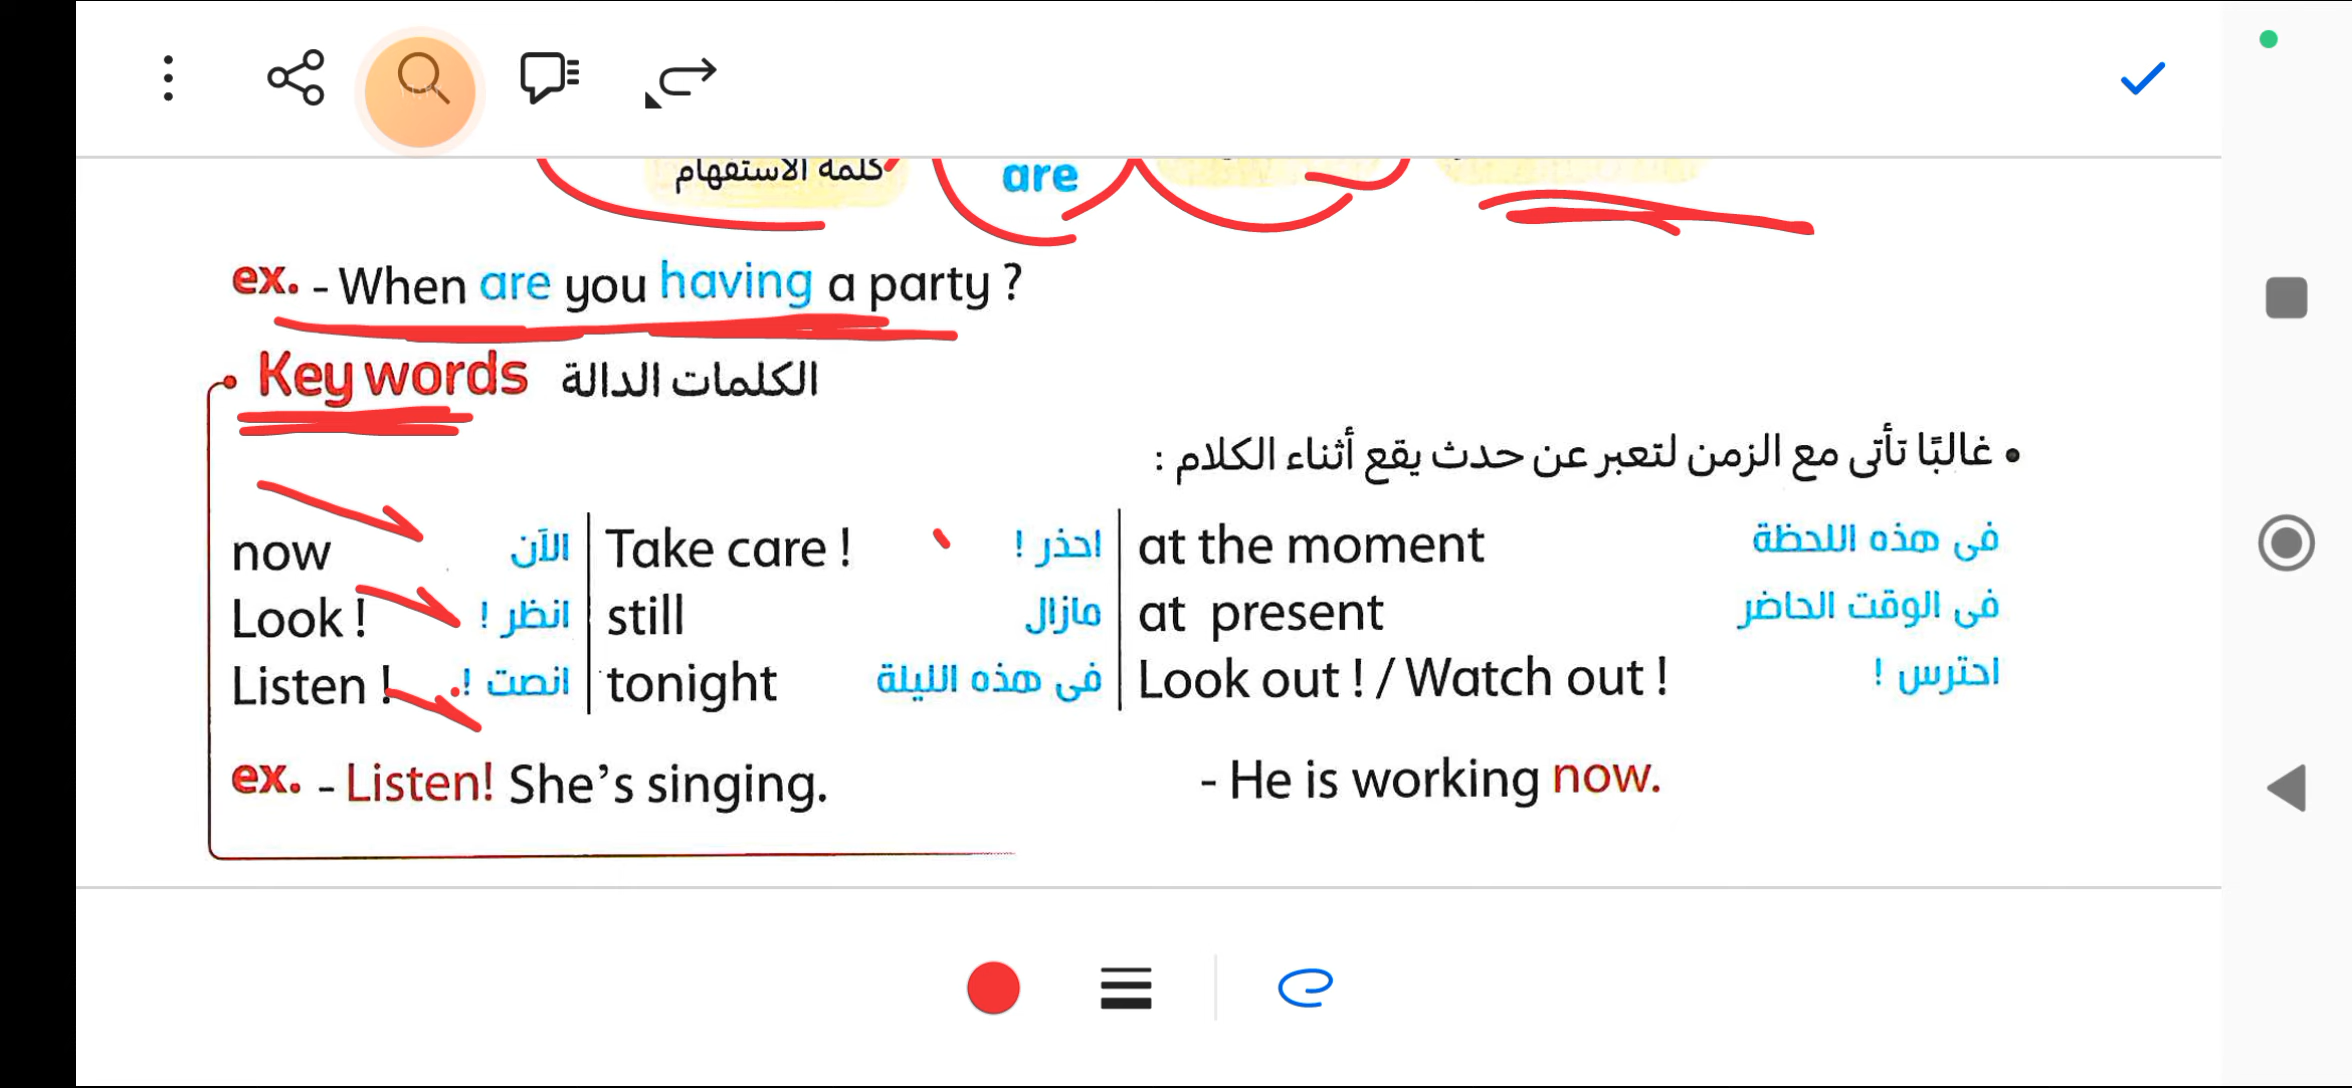 كلمة الاستفهام are
ex. - When are you having a party ?
Key words الكلمات الدالة
• غالبًا تأتى مع الزمن لتعبر عن حدث يقع أثناء الكلام :
now الآن Take care ! احذر ! at the moment فى هذه اللحظة
Look ! انظر ! still مازال at present فى الوقت الحاضر
Listen ! انصت ! tonight فى هذه الليلة Look out ! / Watch out ! احترس !
ex. - Listen! She's singing. - He is working now.